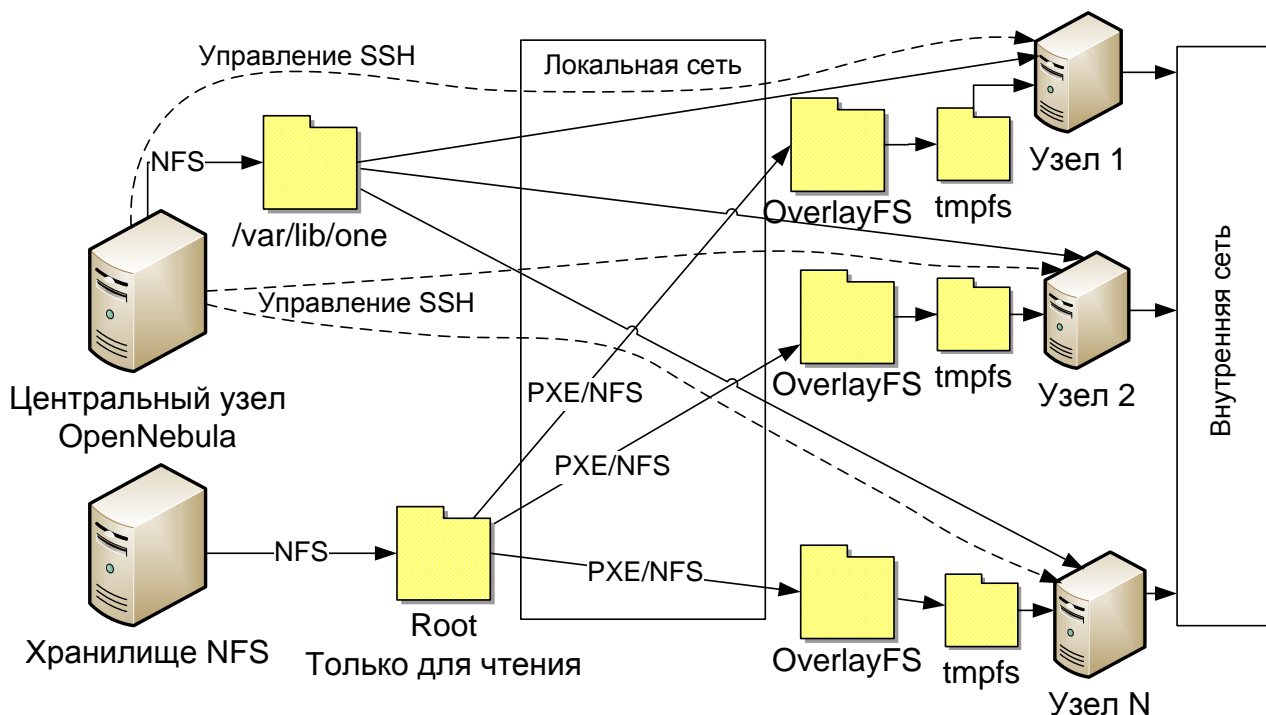 Управление SSH
Локальная сеть
NFS
/var/lib/one
OverlayFS
tmpfs
Узел 1
Управление SSH
Центральный узел
OpenNebula
OverlayFS
tmpfs
Узел 2
Внутренняя сеть
PXE/NFS
PXE/NFS
PXE/NFS
NFS
Хранилище NFS
Root
Только для чтения
OverlayFS
tmpfs
Узел N